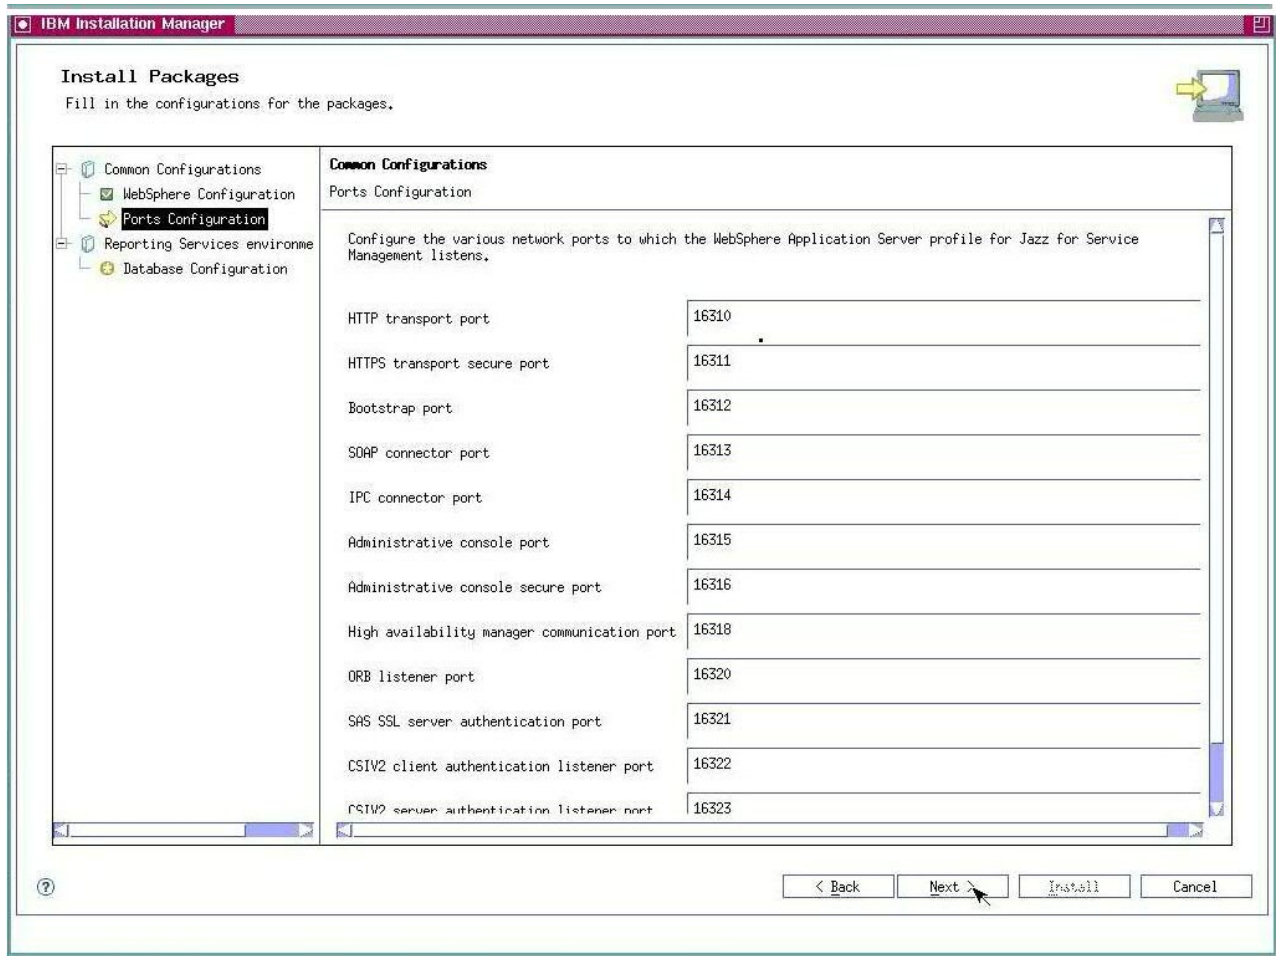 IBM Installation Manager
Install Packages
Fill in the configurations for the packages.
Common Configurations
WebSphere Configuration
Ports Configuration
Reporting Services environme
Database Configuration
Common Configurations
Ports Configuration
Configure the various network ports to which the WebSphere Application Server profile for Jazz for Service
Management listens.
HTTP transport port 16310
HTTPS transport secure port 16311
Bootstrap port 16312
SOAP connector port 16313
IPC connector port 16314
Administrative console port 16315
Administrative console secure port 16316
High availability manager communication port 16318
ORB listener port 16320
SAS SSL server authentication port 16321
CSIV2 client authentication listener port 16322
CSIV2 server authentication listener port 16323
? < Back Next > Install Cancel